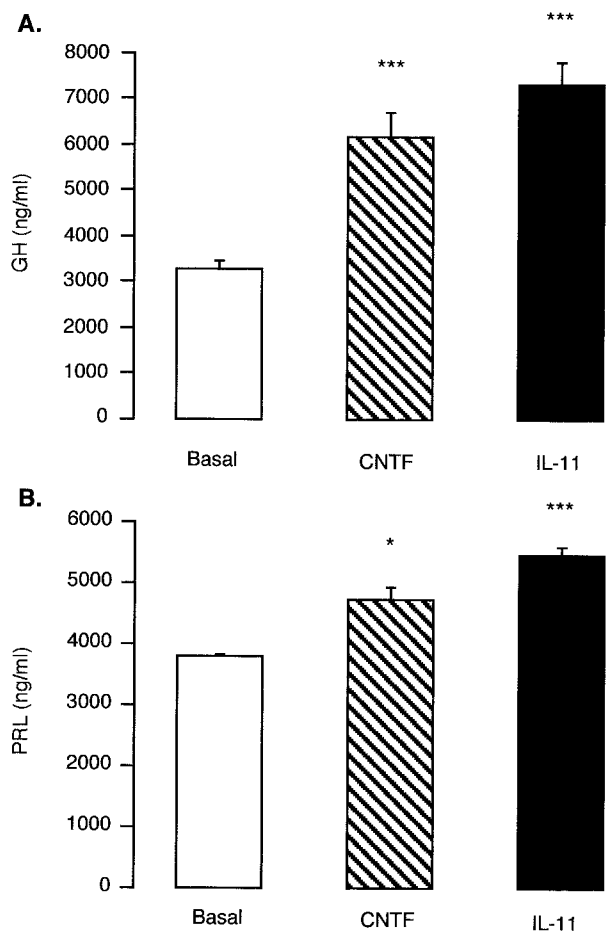 A.
***
***
8000
7000
6000
5000
4000
3000
2000
1000
0
GH (ng/ml)
Basal
CNTF
IL-11
B.
***
*
6000
5000
4000
3000
2000
1000
0
PRL (ng/ml)
Basal
CNTF
IL-11